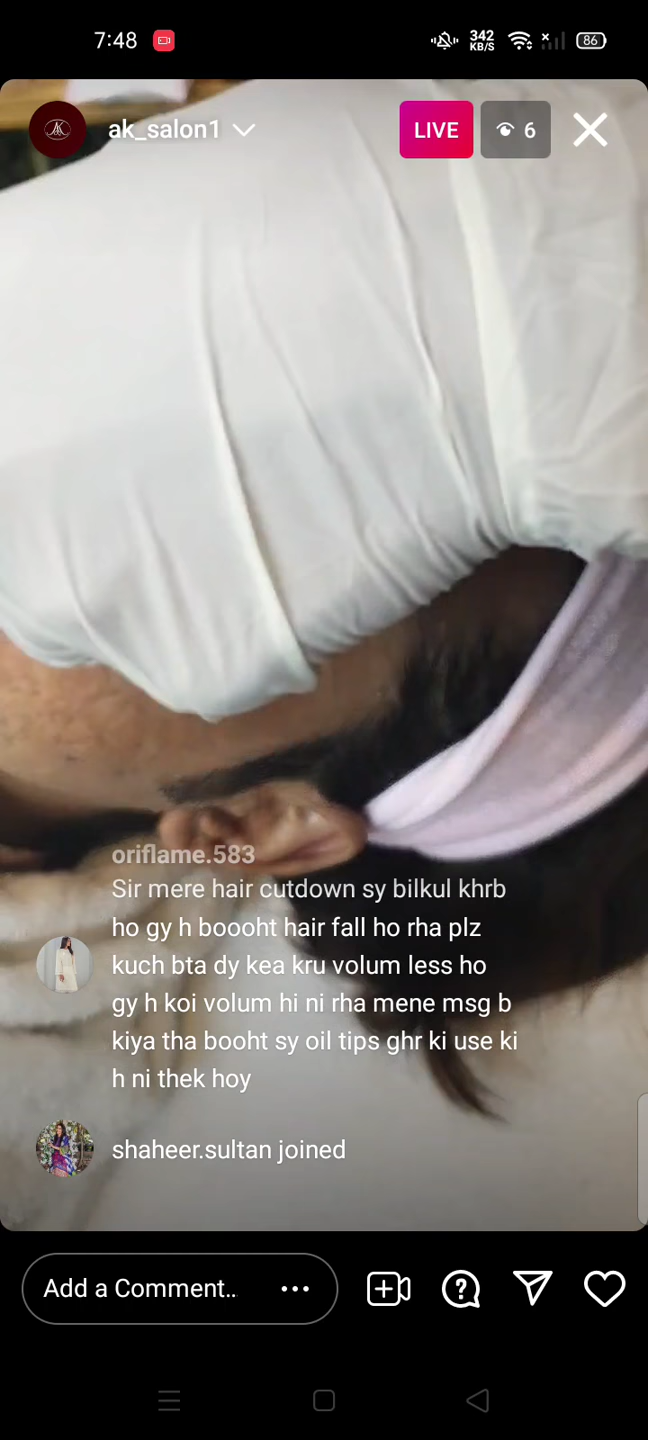 7:48
342
KB/S
86
ak_salon1
LIVE
6
oriflame.583
Sir mere hair cutdown sy bilkul khrb
ho gy h boooht hair fall ho rha plz
kuch bta dy kea kru volum less ho
gy h koi volum hi ni rha mene msg b
kiya tha booht sy oil tips ghr ki use ki
h ni thek hoy
shaheer.sultan joined
Add a Comment..